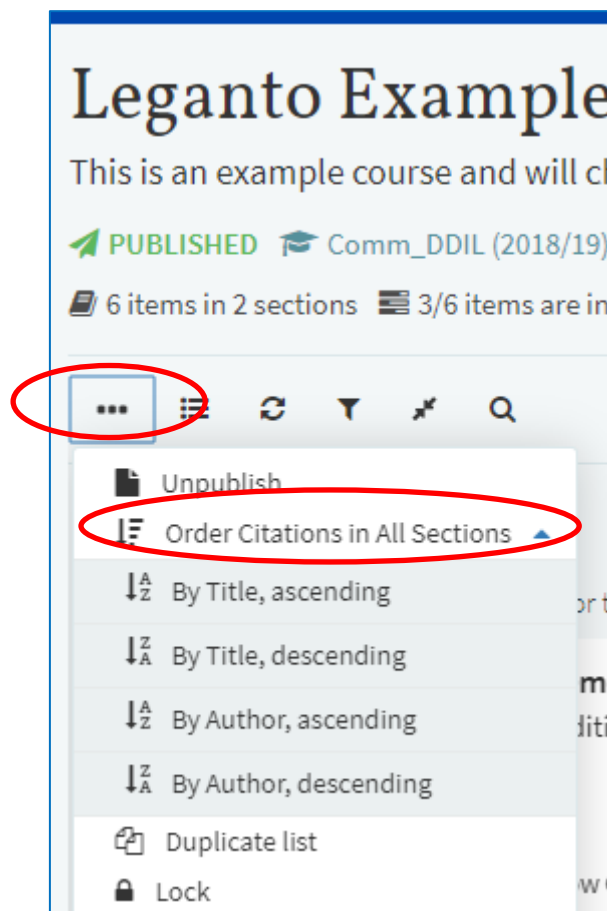 Leganto Example
This is an example course and will
PUBLISHED Comm_DDIL (2018/19)
6 items in 2 sections 3/6 items are in
Unpublish
Order Citations in All Sections
By Title, ascending
By Title, descending
By Author, ascending
By Author, descending
Duplicate list
Lock